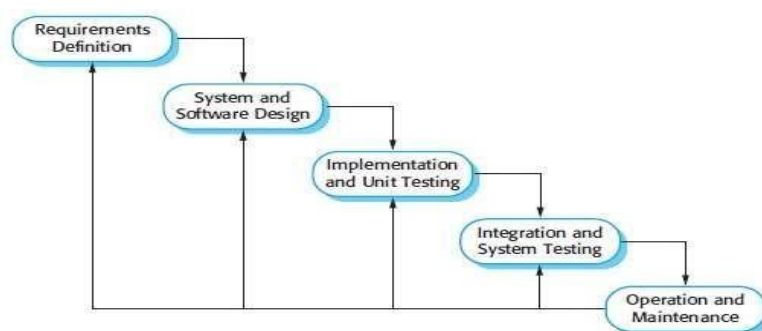 Requirements
Definition
System and
Software Design
Implementation
and Unit Testing
Integration and
System Testing
Operation and
Maintenance